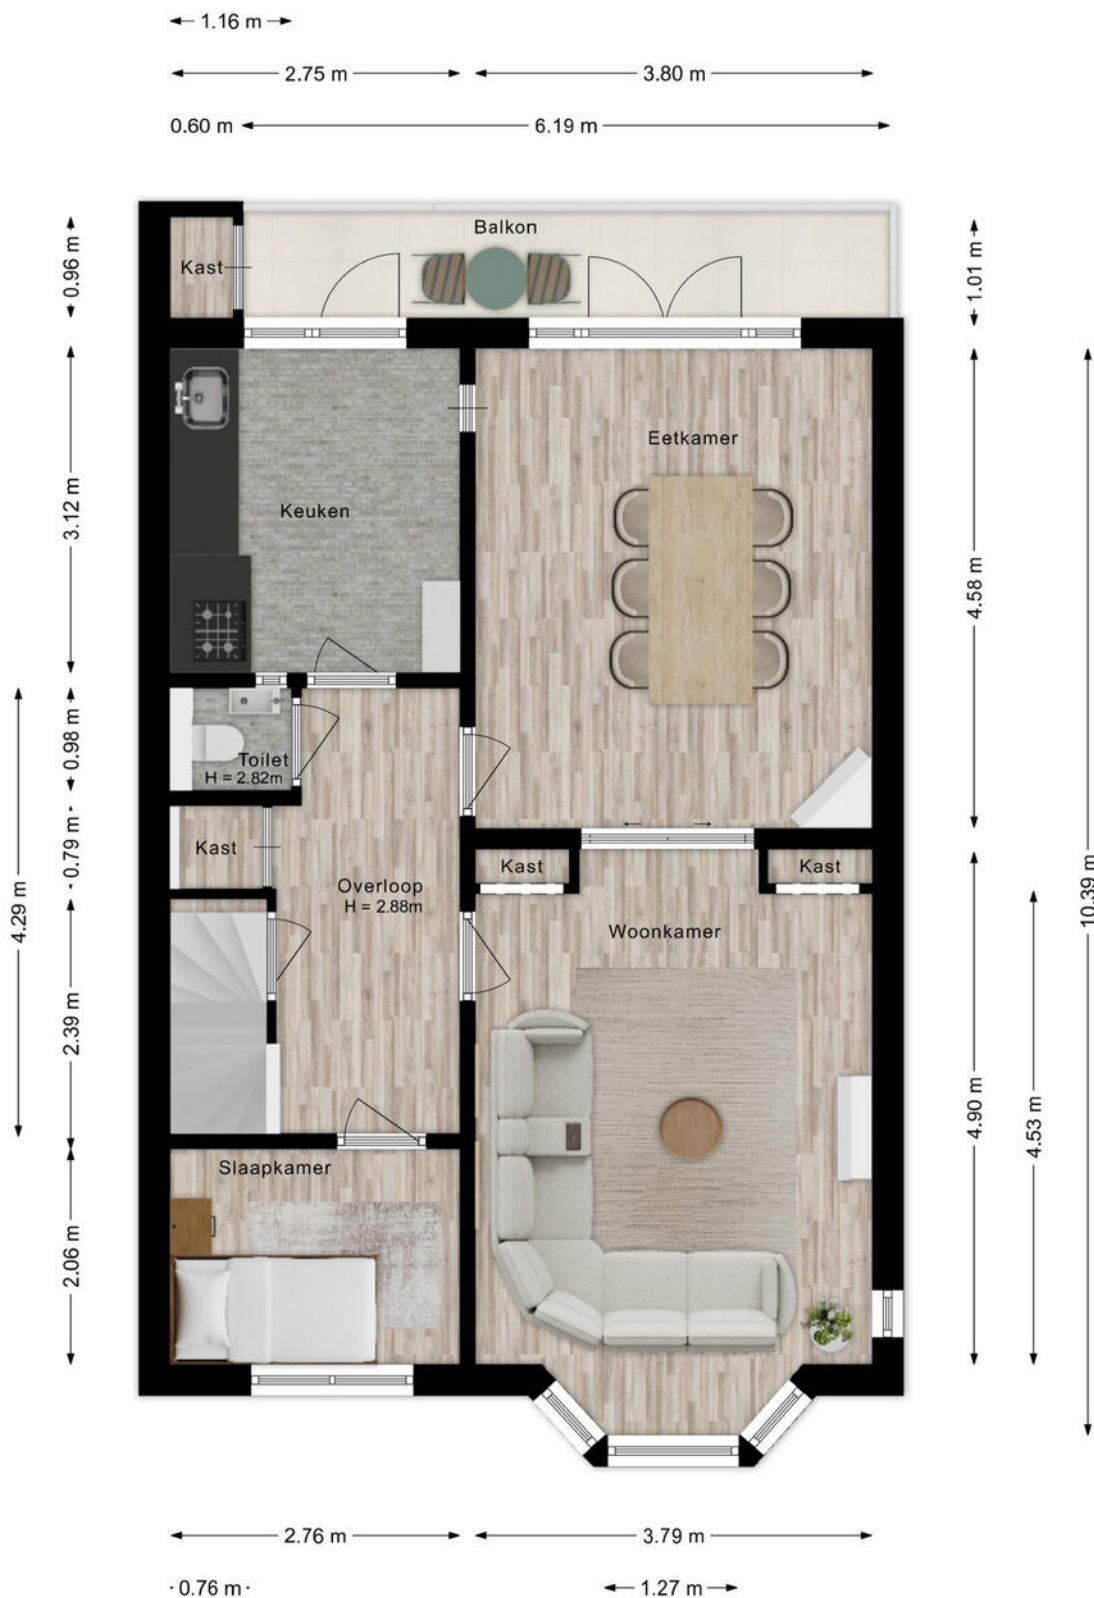 1.16 m
2.75 m
3.80 m
0.60 m
6.19 m
Balkon
Kast
0.96 m
1.01 m
Eetkamer
Keuken
3.12 m
4.58 m
10.39 m
0.98 m
Toilet
H = 2.82m
0.79 m
Kast
Kast
Kast
Overloop
H = 2.88m
4.29 m
Woonkamer
2.39 m
4.90 m
4.53 m
Slaapkamer
2.06 m
2.76 m
3.79 m
0.76 m
1.27 m